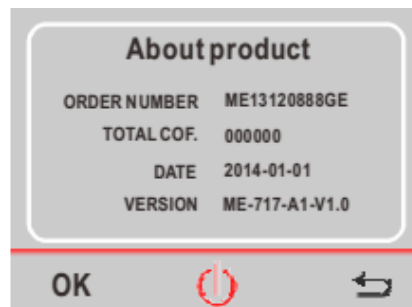 About product
ORDER NUMBER ME13120888GE
TOTAL COF. 000000
DATE 2014-01-01
VERSION ME-717-A1-V1.0
OK